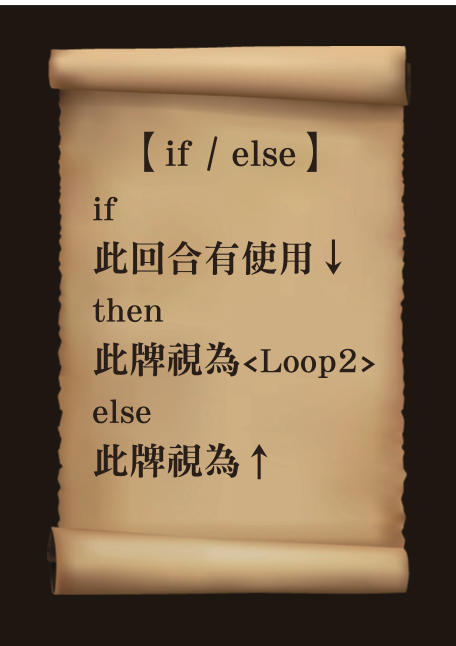 【 if / else 】
if
此回合有使用↓
then
此牌視為<Loop2>
else
此牌視為↑